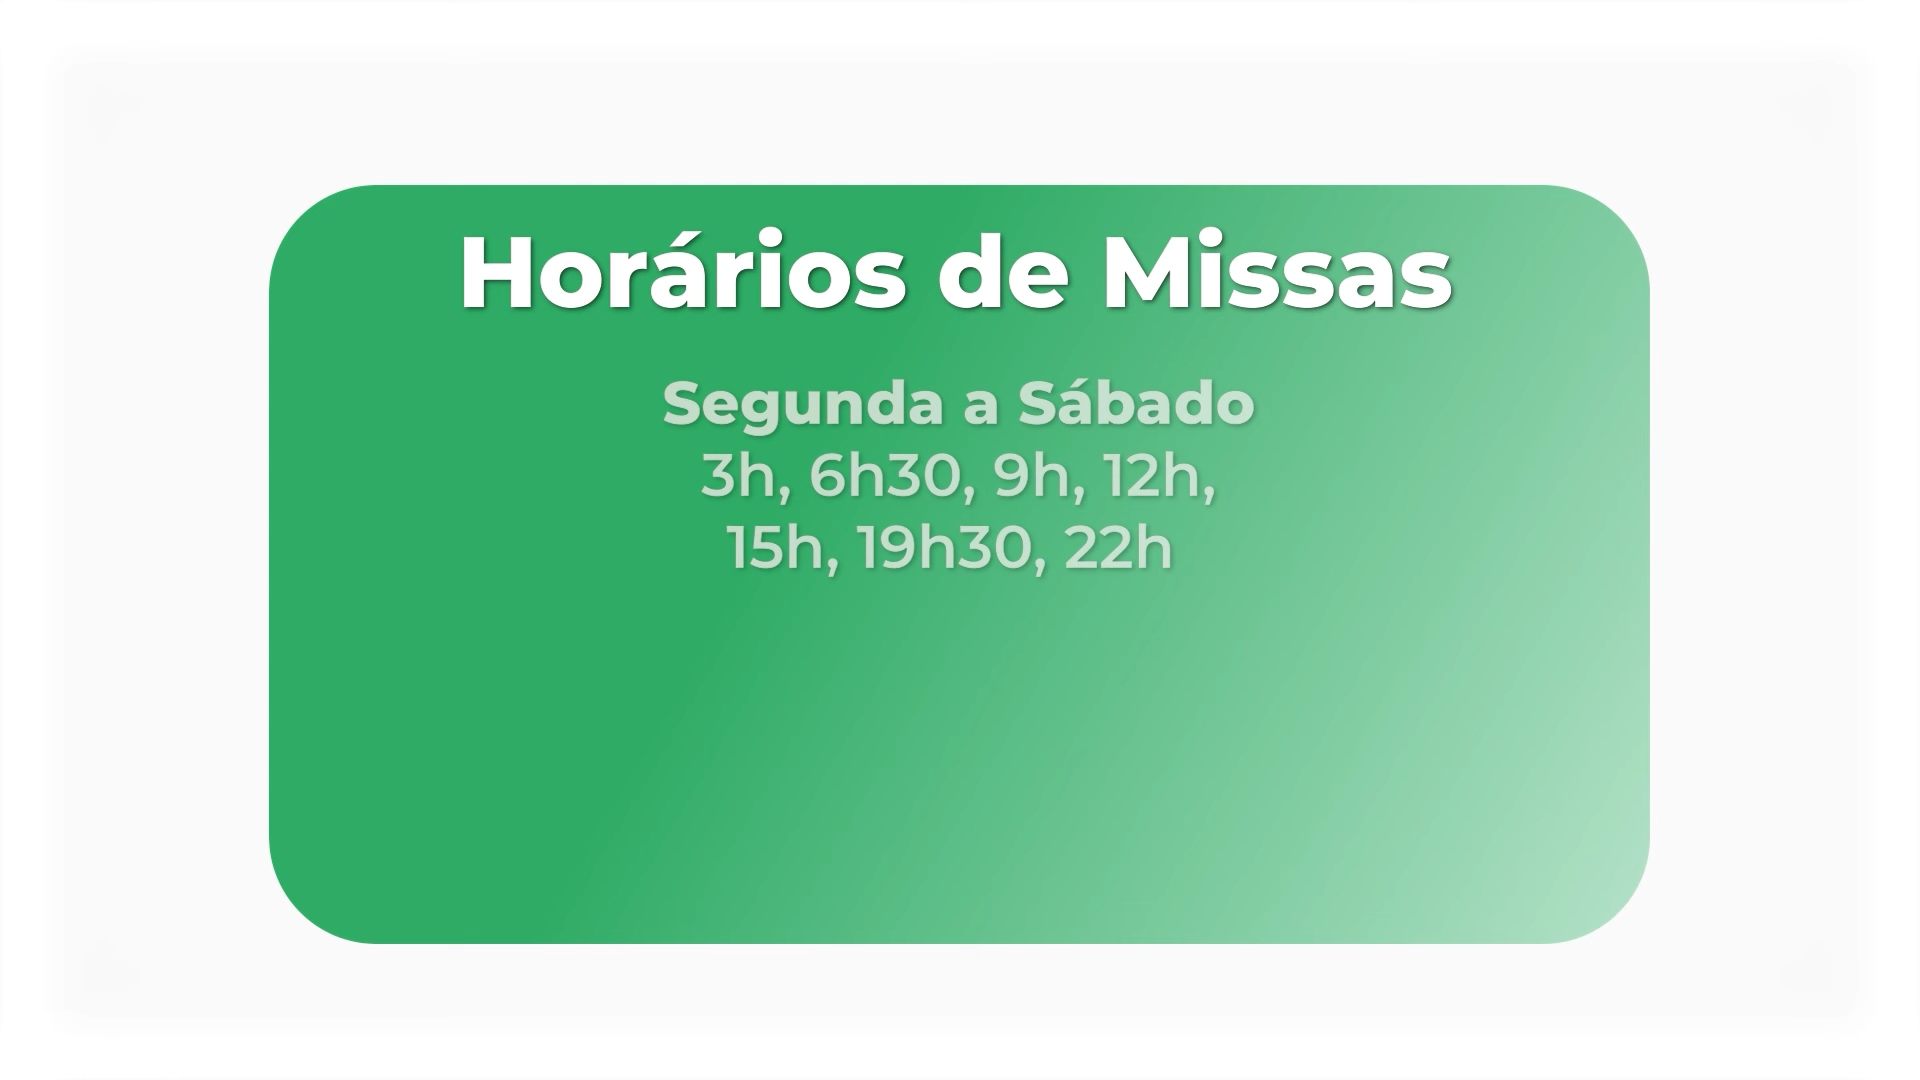 Horários de Missas
Segunda a Sábado
3h, 6h30, 9h, 12h,
15h, 19h30, 22h